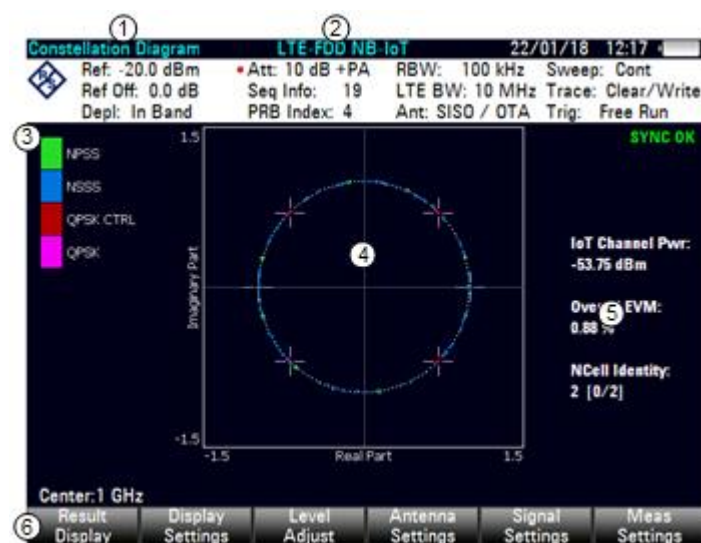 1 2
Constellation Diagram LTE-FDD NB-IoT 22/01/18 12:17
Ref: -20.0 dBm Att: 10 dB +PA RBW: 100 kHz Sweep: Cont
Ref Off: 0.0 dB Seq Info: 19 LTE BW: 10 MHz Trace: Clear/Write
Depl: In Band PRB Index: 4 Ant: SISO / OTA Trig: Free Run
3
1.5
SYNC OK
NPSS
NSSS
QPSK CTRL
QPSK
Imaginary Part
4
IoT Channel Pwr:
-53.75 dBm
EVM:
5
0.88 %
NCell Identity:
2 [0/2]
-1.5
-1.5 Real Part 1.5
Center:1 GHz
6
Result Display
Display Settings
Level Adjust
Antenna Settings
Signal Settings
Meas Settings